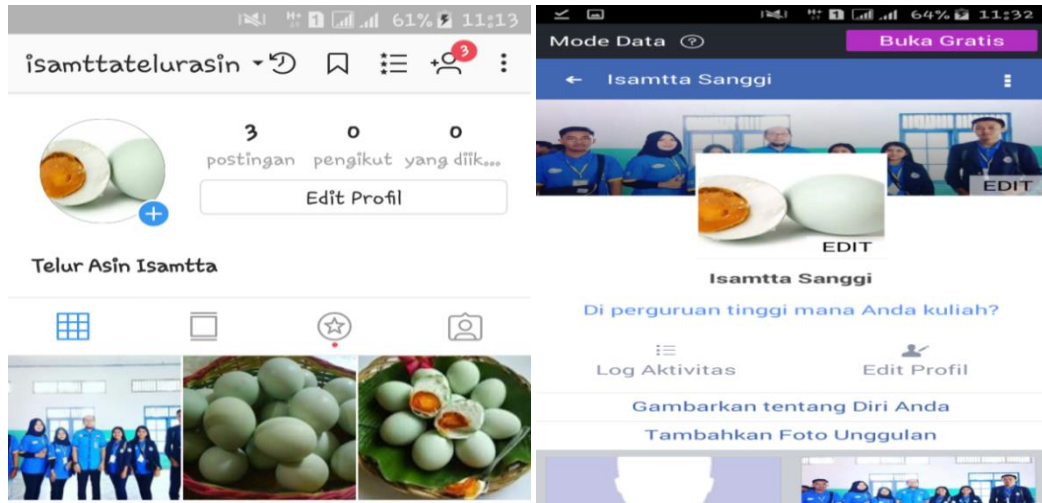 61% 11:13
isamttatelurasin
3
3 0 0
postingan pengikut yang diik...
Edit Profil
Telur Asin Isamtta
H+ 1 64% 11:32
Mode Data ?
Buka Gratis
Isamtta Sanggi
EDIT
EDIT
Isamtta Sanggi
Di perguruan tinggi mana Anda kuliah?
Log Aktivitas Edit Profil
Gambarkan tentang Diri Anda
Tambahkan Foto Unggulan